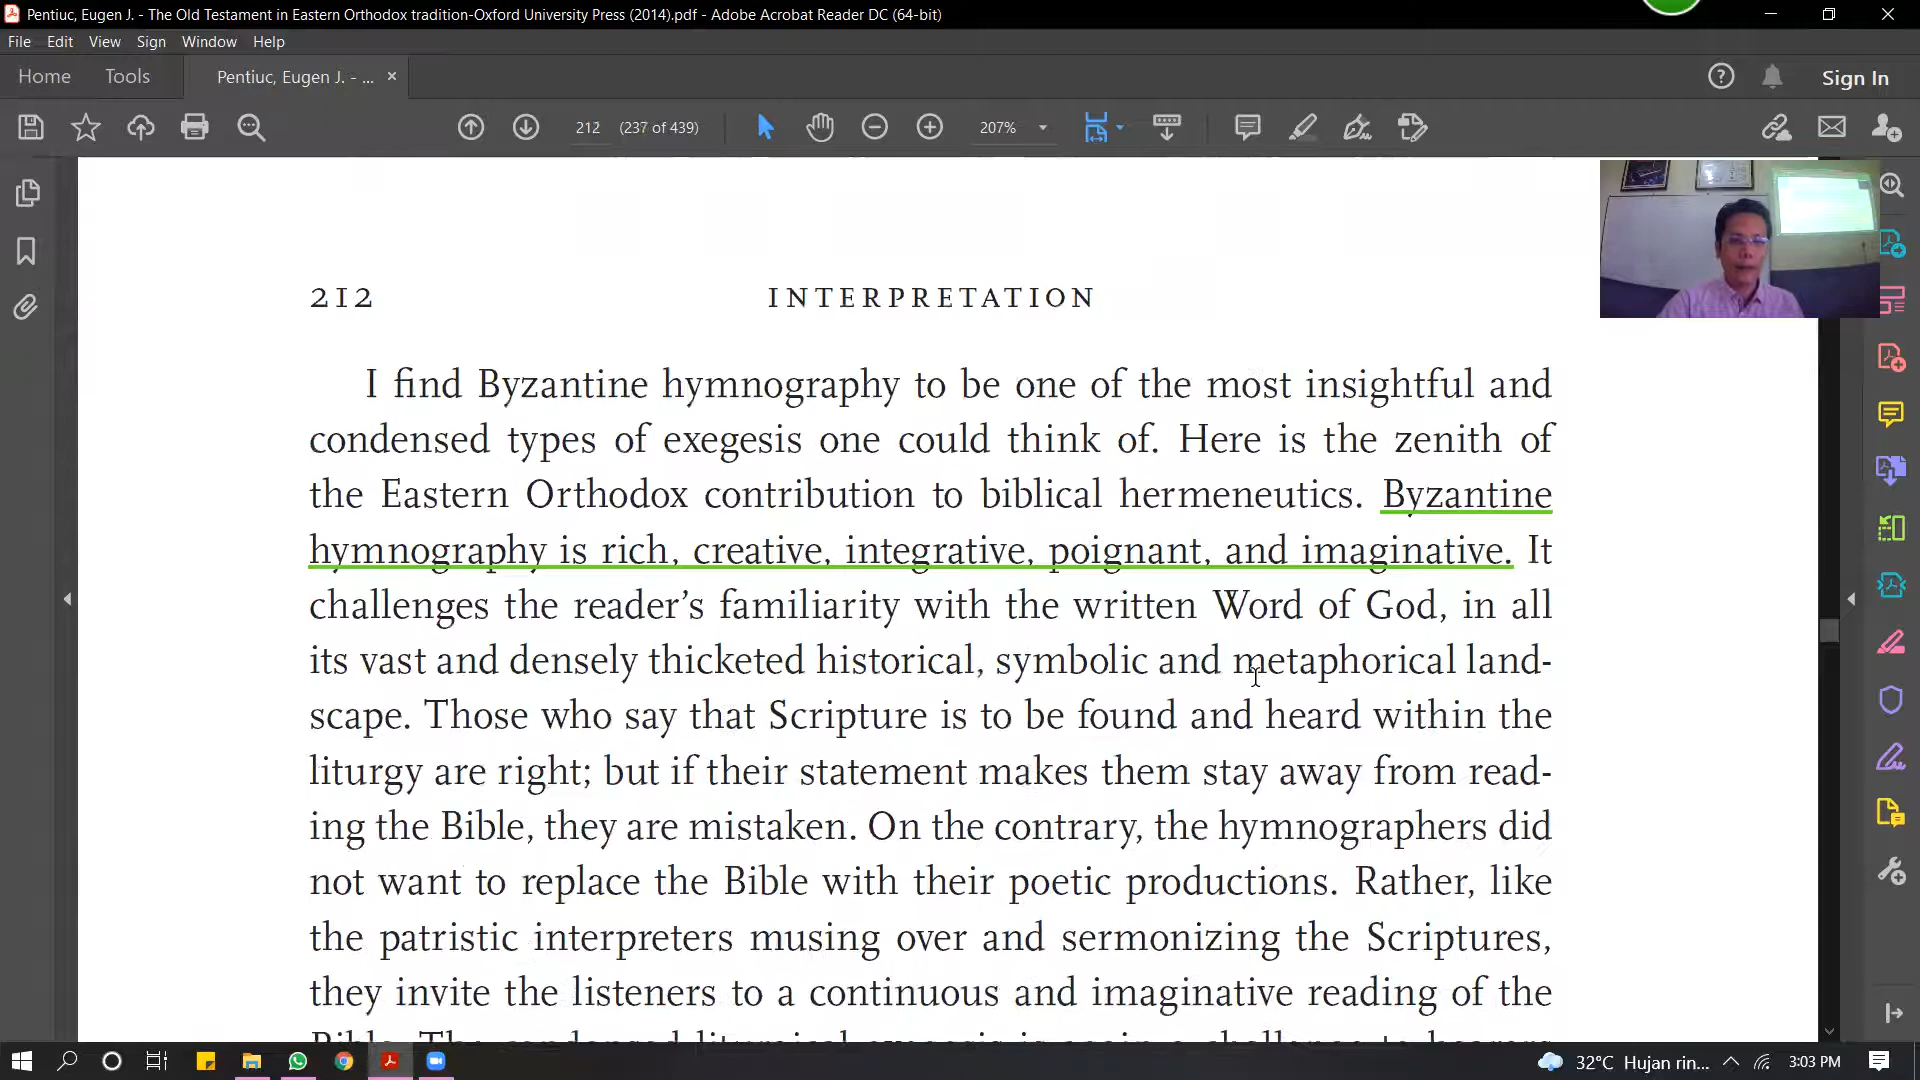 Pentiuc, Eugen J. - The Old Testament in Eastern Orthodox tradition-Oxford University Press (2014).pdf - Adobe Acrobat Reader DC (64-bit)
File Edit View Sign Window Help
Home Tools Pentiuc, Eugen J. - ... × Sign In
212 (237 of 439) 207%
212 INTERPRETATION
I find Byzantine hymnography to be one of the most insightful and
condensed types of exegesis one could think of. Here is the zenith of
the Eastern Orthodox contribution to biblical hermeneutics. Byzantine
hymnography is rich, creative, integrative, poignant, and imaginative. It
challenges the reader’s familiarity with the written Word of God, in all
its vast and densely thicketed historical, symbolic and metaphorical land-
scape. Those who say that Scripture is to be found and heard within the
liturgy are right; but if their statement makes them stay away from read-
ing the Bible, they are mistaken. On the contrary, the hymnographers did
not want to replace the Bible with their poetic productions. Rather, like
the patristic interpreters musing over and sermonizing the Scriptures,
they invite the listeners to a continuous and imaginative reading of the
32°C Hujan rin... 3:03 PM